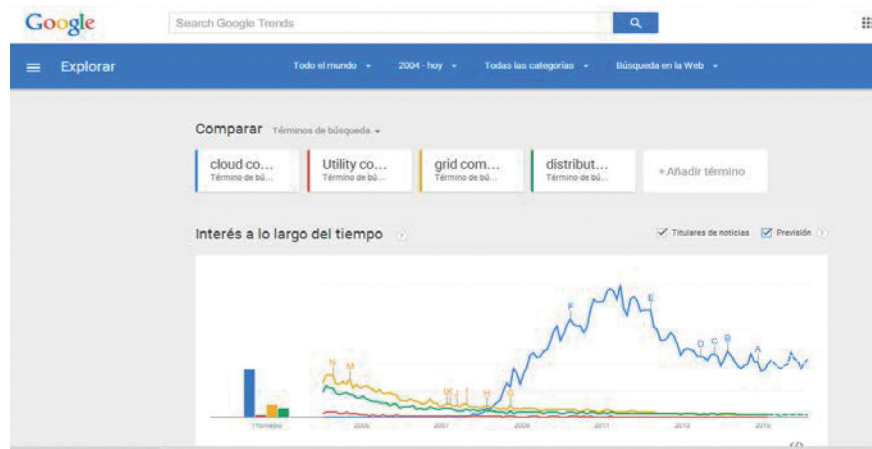 Google
Search Google Trends
Explorar
Todo el mundo
2004 - hoy
Todas las categorías
Búsqueda en la Web
Comparar
Términos de búsqueda
cloud co...
Término de bú...
Utility co...
Término de bú...
grid com...
Término de bú...
distribut...
Término de bú...
+ Añadir término
Interés a lo largo del tiempo
?
Titulares de noticias
Previsión
?
F
E
D
C
B
A
N
M
H
G
2007
2009
2011